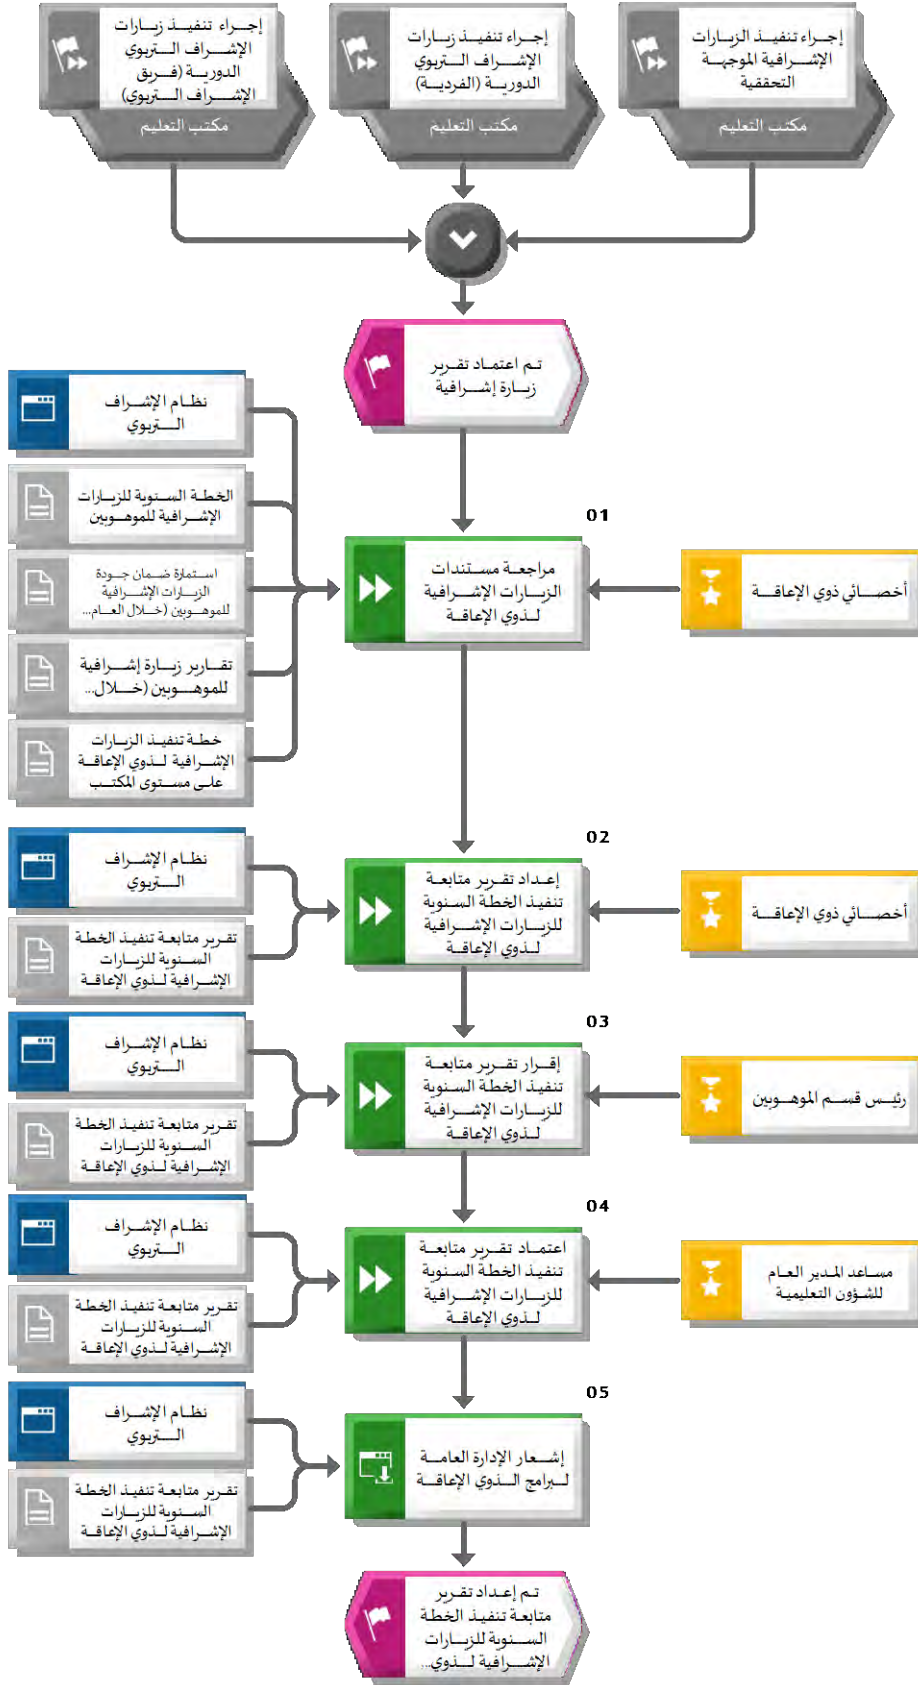 إجراء تنفيذ الزيارات
الإشرافية الموجهة
التحققية
مكتب التعليم
إجراء تنفيذ زيارات
الإشراف التربوي
الدورية (الفردية)
مكتب التعليم
إجراء تنفيذ زيارات
الإشراف التربوي
الدورية (فريق
الإشراف التربوي)
مكتب التعليم
تم اعتماد تقرير
زيارة إشرافية
01
أخصائي ذوي الإعاقة
مراجعة مستندات
الزيارات الإشرافية
لذوي الإعاقة
نظام الإشراف
التربوي
الخطة السنوية للزيارات
الإشرافية للموهوبين
استمارة ضمان جودة
الزيارات الإشرافية
للموهوبين (خلال العام...
تقارير زيارة إشرافية
للموهوبين (خلال...
خطة تنفيذ الزيارات
الإشرافية لذوي الإعاقة
على مستوى المكتب
02
أخصائي ذوي الإعاقة
إعداد تقرير متابعة
تنفيذ الخطة السنوية
للزيارات الإشرافية
لذوي الإعاقة
نظام الإشراف
التربوي
تقرير متابعة تنفيذ الخطة
السنوية للزيارات
الإشرافية لذوي الإعاقة
03
رئيس قسم الموهوبين
إقرار تقرير متابعة
تنفيذ الخطة السنوية
للزيارات الإشرافية
لذوي الإعاقة
نظام الإشراف
التربوي
تقرير متابعة تنفيذ الخطة
السنوية للزيارات
الإشرافية لذوي الإعاقة
04
مساعد المدير العام
للشؤون التعليمية
اعتماد تقرير متابعة
تنفيذ الخطة السنوية
للزيارات الإشرافية
لذوي الإعاقة
نظام الإشراف
التربوي
تقرير متابعة تنفيذ الخطة
السنوية للزيارات
الإشرافية لذوي الإعاقة
05
إشعار الإدارة العامة
لبرامج الذوي الإعاقة
نظام الإشراف
التربوي
تقرير متابعة تنفيذ الخطة
السنوية للزيارات
الإشرافية لذوي الإعاقة
تم إعداد تقرير
متابعة تنفيذ الخطة
السنوية للزيارات
الإشرافية لذوي...